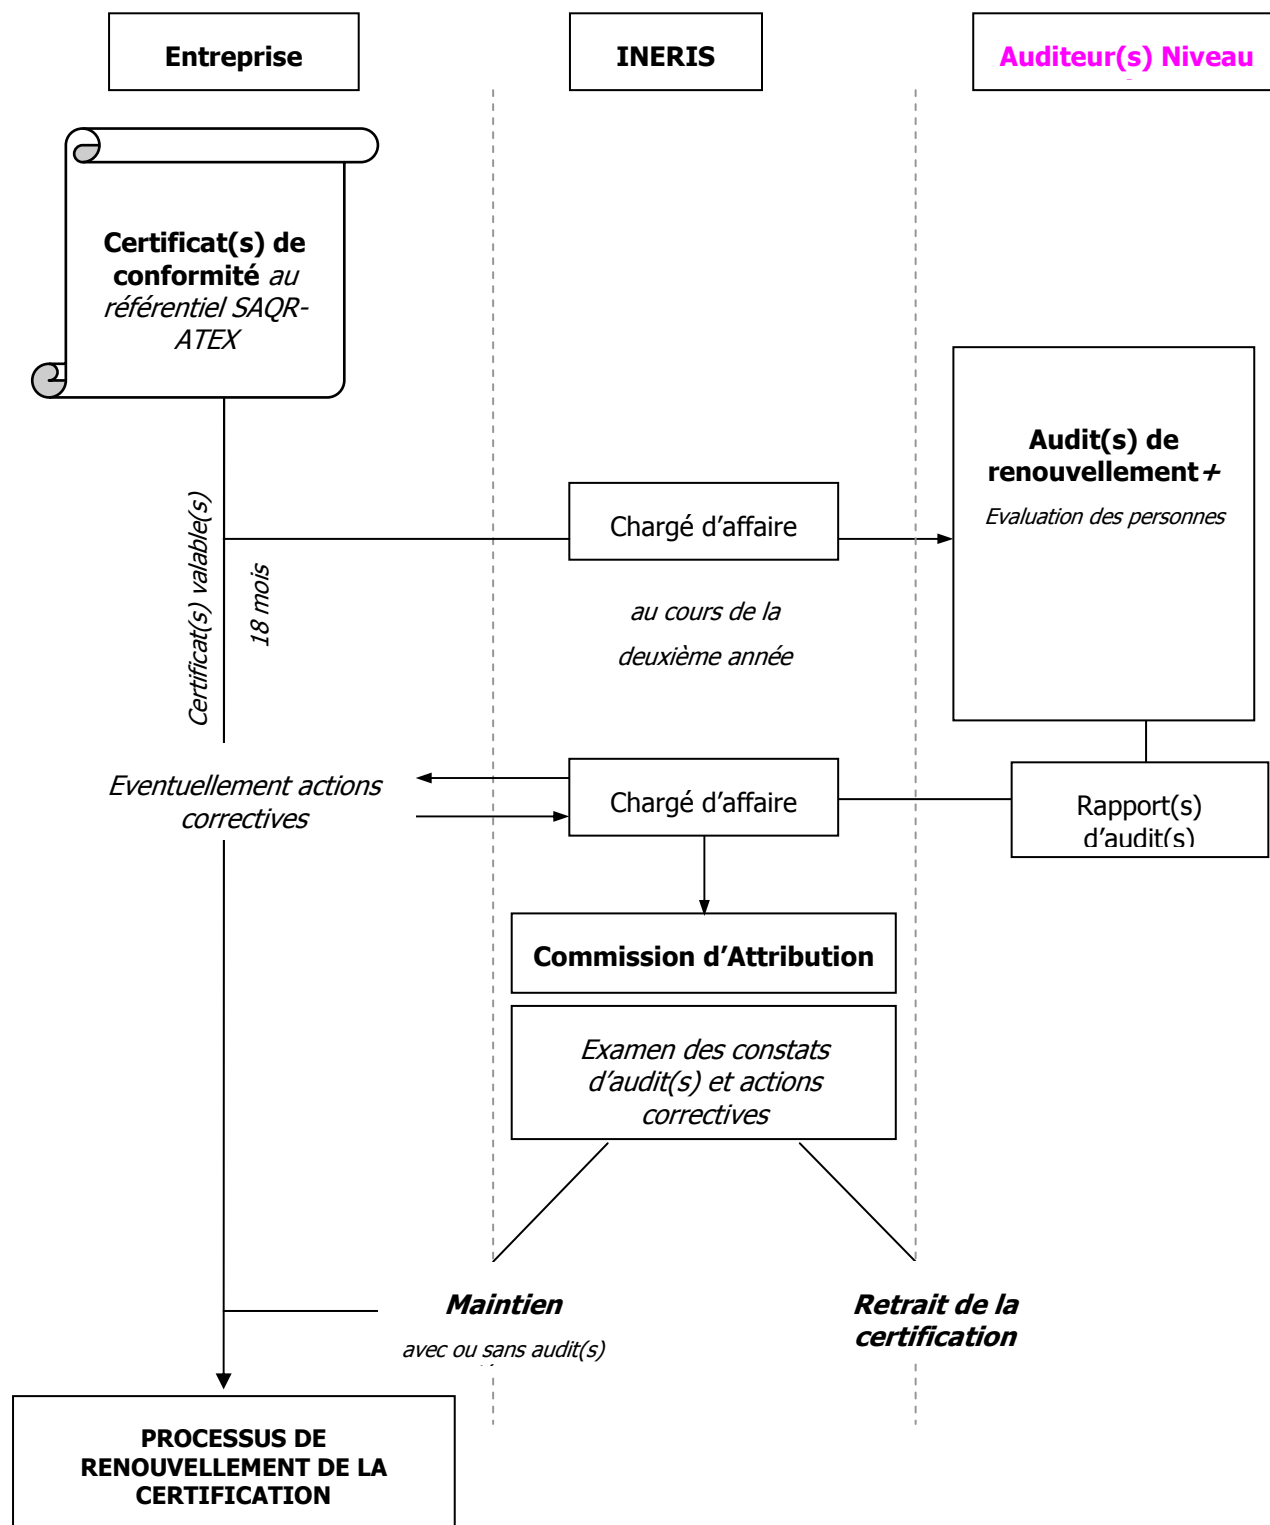 Entreprise
INERIS
Auditeur(s) Niveau
Certificat(s) de
conformité au
référentiel SAQR-
ATEX
Audit(s) de
renouvellement+
Evaluation des personnes
Certificat(s) valable(s)
18 mois
Chargé d’affaire
au cours de la
deuxième année
Eventuellement actions
correctives
Chargé d’affaire
Rapport(s)
d’audit(s)
Commission d’Attribution
Examen des constats
d’audit(s) et actions
correctives
Maintien
avec ou sans audit(s)
Retrait de la
certification
PROCESSUS DE
RENOUVELLEMENT DE LA
CERTIFICATION